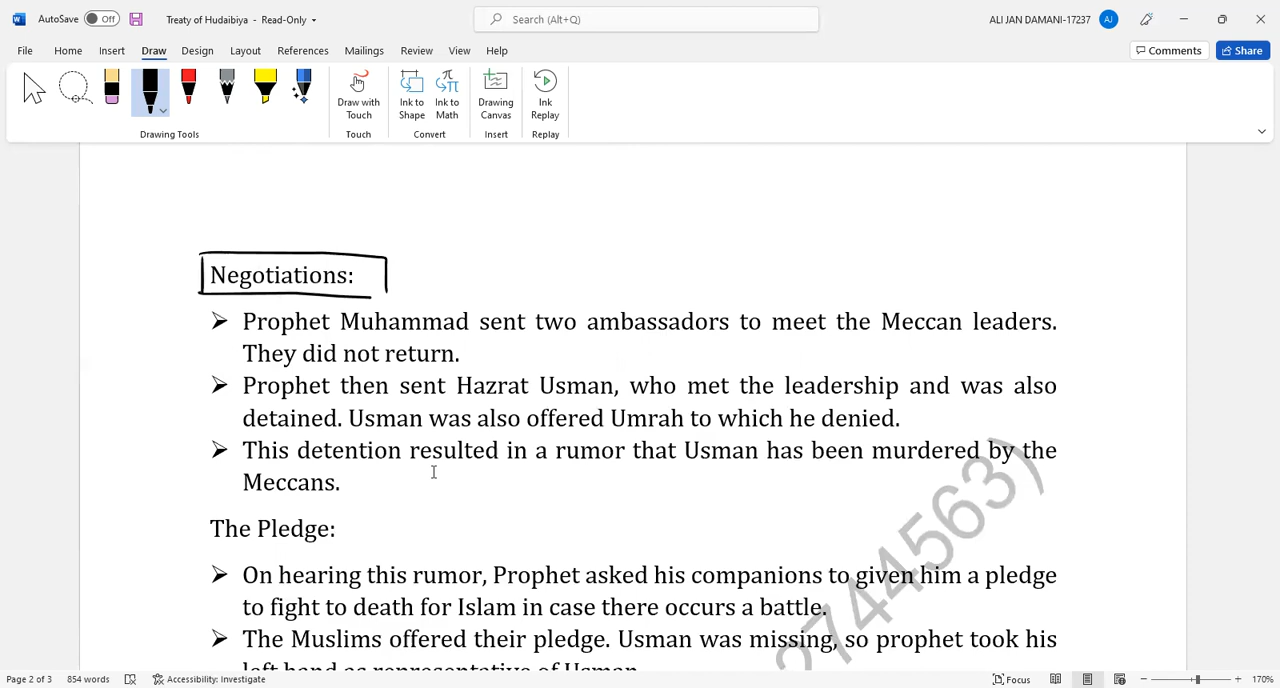 AutoSave Off Treaty of Hudaibiya - Read-Only Search (Alt+Q) ALI JAN DAMANI-17237 AJ
File Home Insert Draw Design Layout References Mailings Review View Help Comments Share
Draw with Touch
Ink to Shape
Ink to Math
Drawing Canvas
Ink Replay
Drawing Tools Touch Convert Insert Replay
Negotiations:
Prophet Muhammad sent two ambassadors to meet the Meccan leaders.
They did not return.
Prophet then sent Hazrat Usman, who met the leadership and was also
detained. Usman was also offered Umrah to which he denied.
This detention resulted in a rumor that Usman has been murdered by the
Meccans.
The Pledge:
On hearing this rumor, Prophet asked his companions to given him a pledge
to fight to death for Islam in case there occurs a battle.
The Muslims offered their pledge. Usman was missing, so prophet took his
left hand as representative of Usman.
2744563)
Page 2 of 3 854 words Accessibility: Investigate Focus 170%